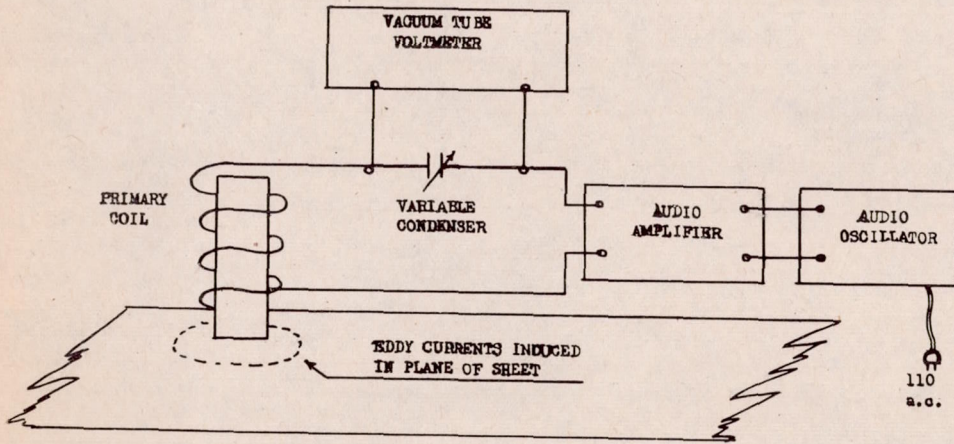 VACUUM TUBE
VOLTMETER
PRIMARY
COIL
VARIABLE
CONDENSER
AUDIO
AMPLIFIER
AUDIO
OSCILLATOR
EDDY CURRENTS INDUCED
IN PLANE OF SHEET
110
a.c.